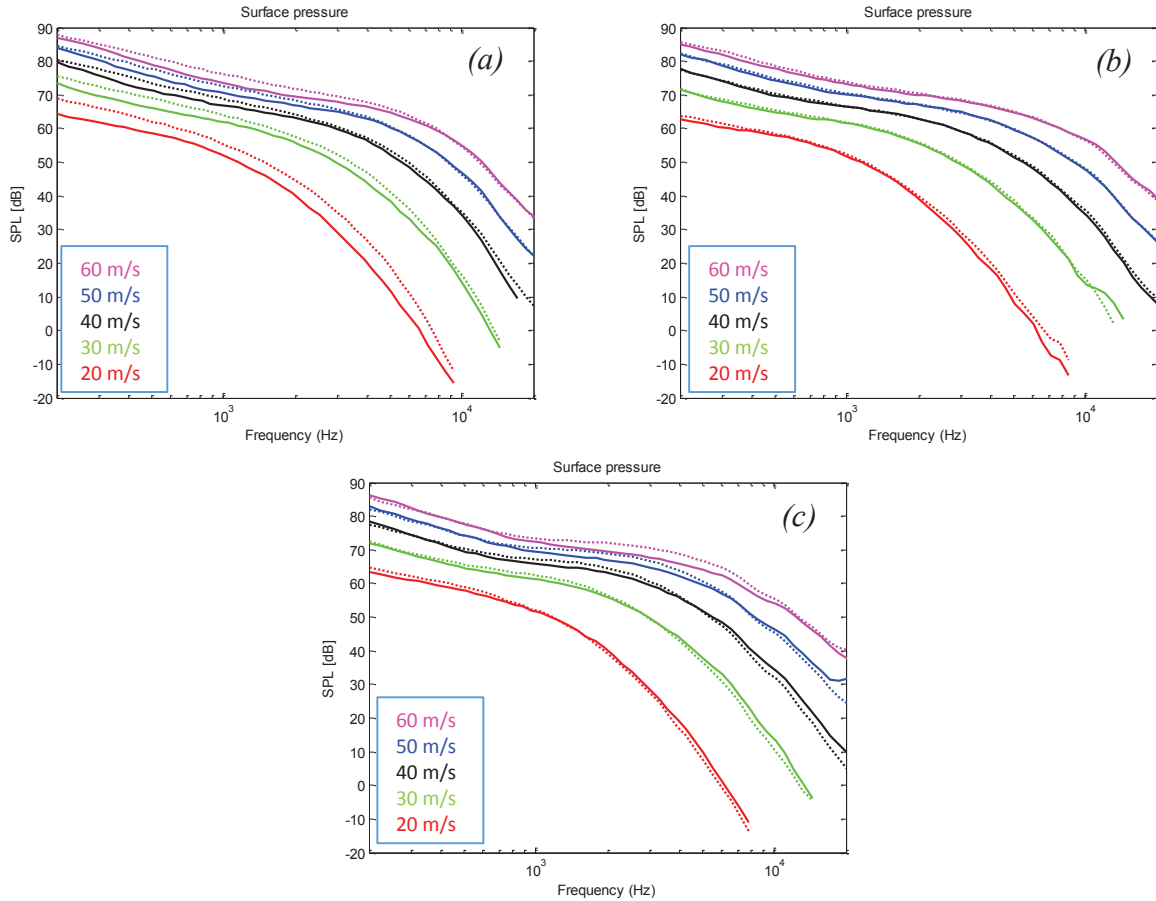 Surface pressure
(a)
SPL [dB]
90
80
70
60
50
40
30
20
10
0
-10
-20
60 m/s
50 m/s
40 m/s
30 m/s
20 m/s
10³
10⁴
Frequency (Hz)
Surface pressure
(b)
SPL [dB]
90
80
70
60
50
40
30
20
10
0
-10
-20
60 m/s
50 m/s
40 m/s
30 m/s
20 m/s
10³
10⁴
Frequency (Hz)
Surface pressure
(c)
SPL [dB]
90
80
70
60
50
40
30
20
10
0
-10
-20
60 m/s
50 m/s
40 m/s
30 m/s
20 m/s
10³
10⁴
Frequency (Hz)